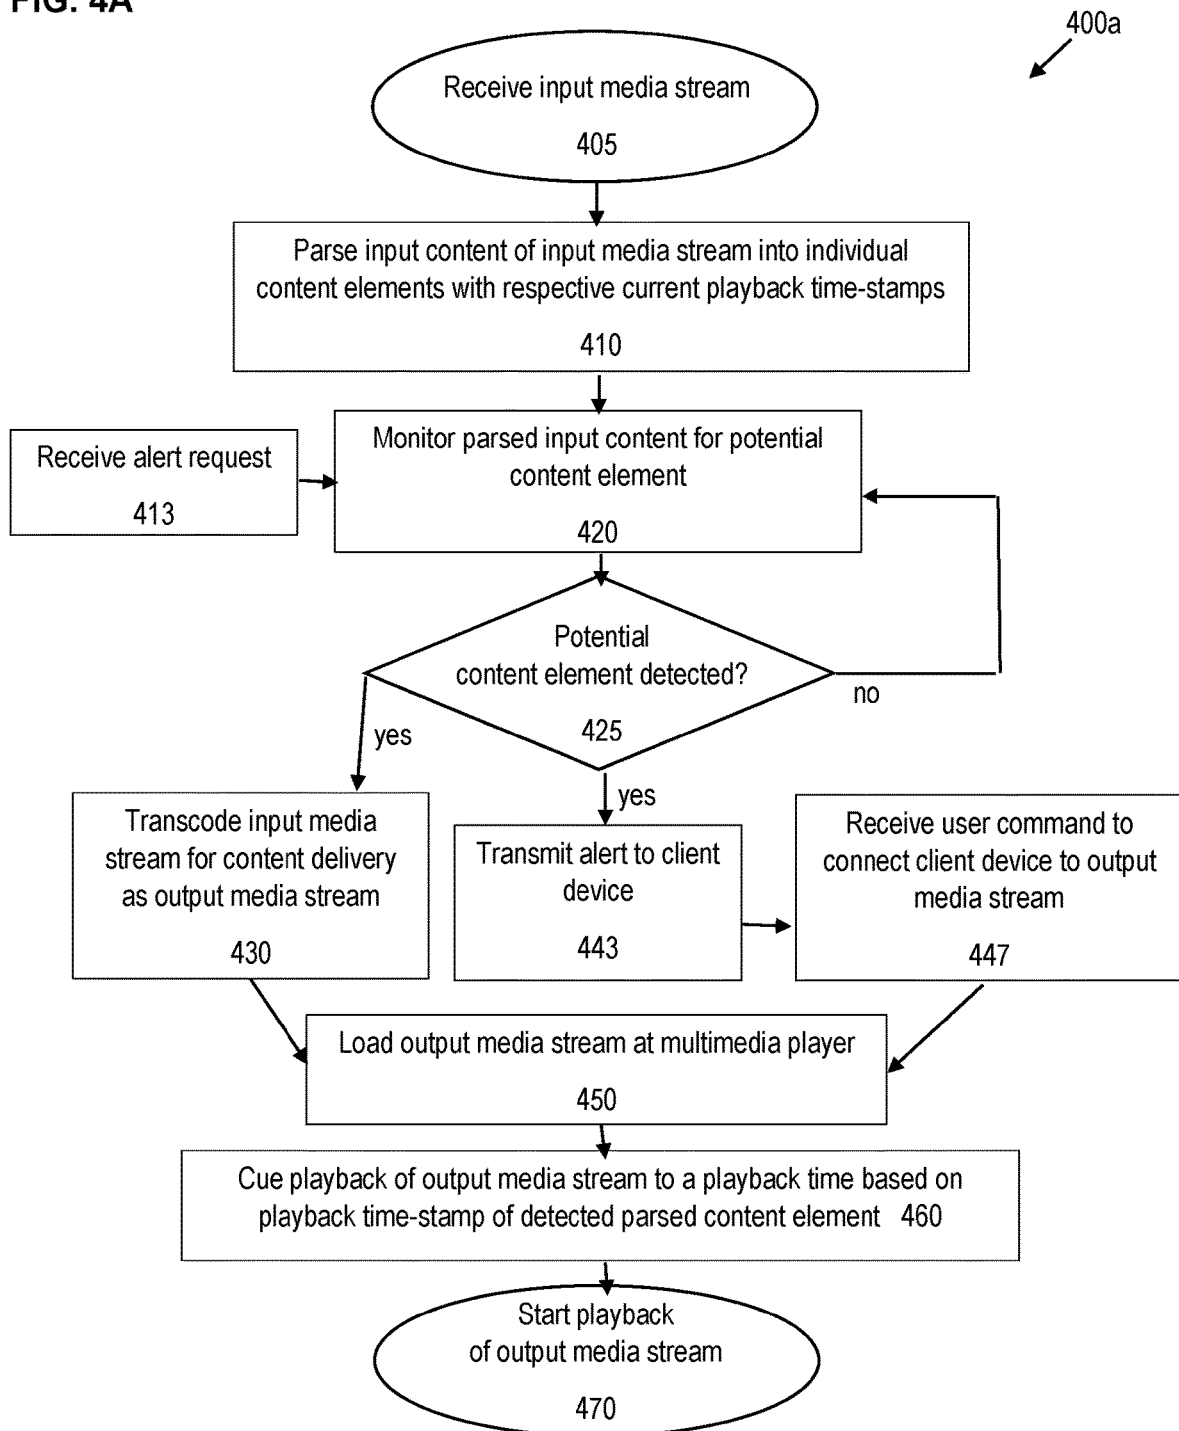 FIG. 4A
400a
Receive input media stream
405
Parse input content of input media stream into individual
content elements with respective current playback time-stamps
410
Receive alert request
413
Monitor parsed input content for potential
content element
420
Potential
content element detected?
425
no
yes
yes
Transcode input media
stream for content delivery
as output media stream
430
Transmit alert to client
device
443
Receive user command to
connect client device to output
media stream
447
Load output media stream at multimedia player
450
Cue playback of output media stream to a playback time based on
playback time-stamp of detected parsed content element 460
Start playback
of output media stream
470